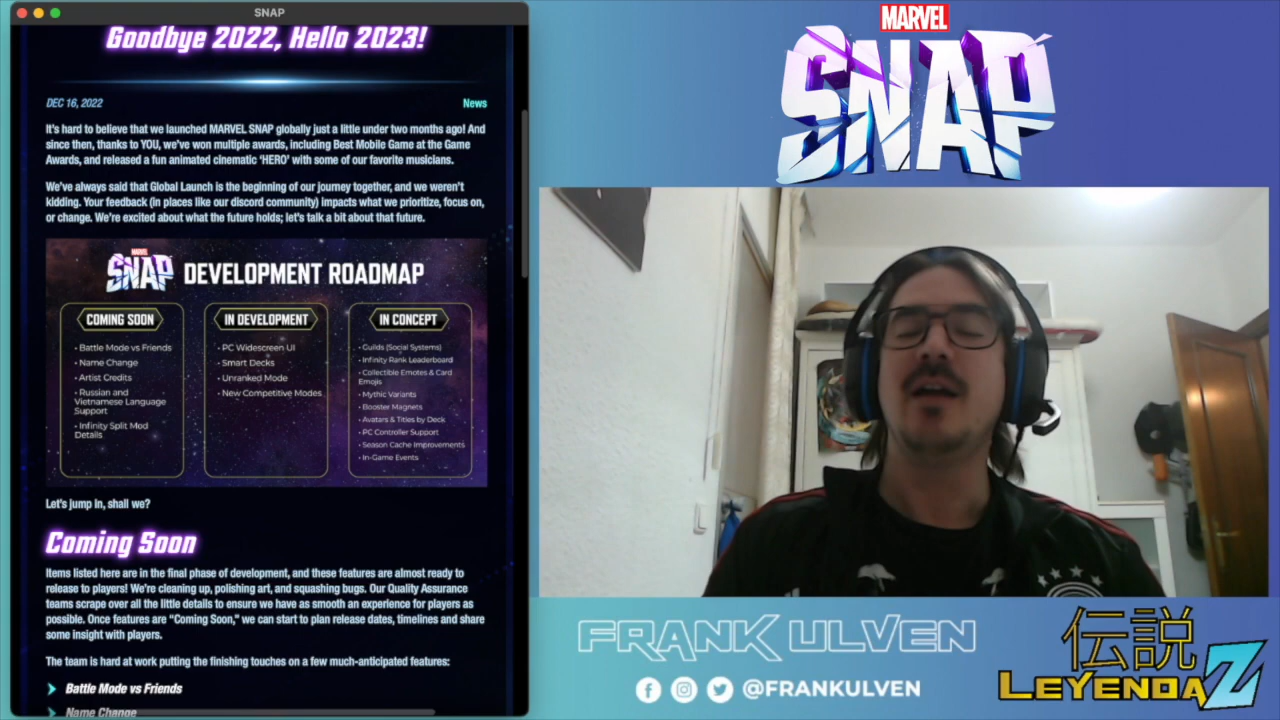 SNAP
Goodbye 2022, Hello 2023!
DEC 16, 2022
News
It's hard to believe that we launched MARVEL SNAP globally just a little under two months ago! And
since then, thanks to YOU, we've won multiple awards, including Best Mobile Game at the Game
Awards, and released a fun animated cinematic 'HERO' with some of our favorite musicians.
We've always said that Global Launch is the beginning of our journey together, and we weren't
kidding. Your feedback (in places like our discord community) impacts what we prioritize, focus on,
or change. We're excited about what the future holds; let's talk a bit about that future.
MARVEL
SNAP DEVELOPMENT ROADMAP
COMING SOON
• Battle Mode vs Friends
• Name Change
• Artist Credits
• Russian and
Vietnamese Language
Support
• Infinity Split Mod
Details
IN DEVELOPMENT
• PC Widescreen UI
• Smart Decks
• Unranked Mode
• New Competitive Modes
IN CONCEPT
• Guilds (Social Systems)
• Infinity Rank Leaderboard
• Collectible Emotes & Card
Emojis
• Mythic Variants
• Booster Magnets
• Avatars & Titles by Deck
• PC Controller Support
• Season Cache Improvements
• In-Game Events
Let's jump in, shall we?
Coming Soon
Items listed here are in the final phase of development, and these features are almost ready to
release to players! We're cleaning up, polishing art, and squashing bugs. Our Quality Assurance
teams scrape over all the little details to ensure we have as smooth an experience for players as
possible. Once features are "Coming Soon," we can start to plan release dates, timelines and share
some insight with players.
The team is hard at work putting the finishing touches on a few much-anticipated features:
Battle Mode vs Friends
Name Change
MARVEL
SNAP
FRANK ULVEN
@FRANKULVEN
伝説
LEYENDA Z